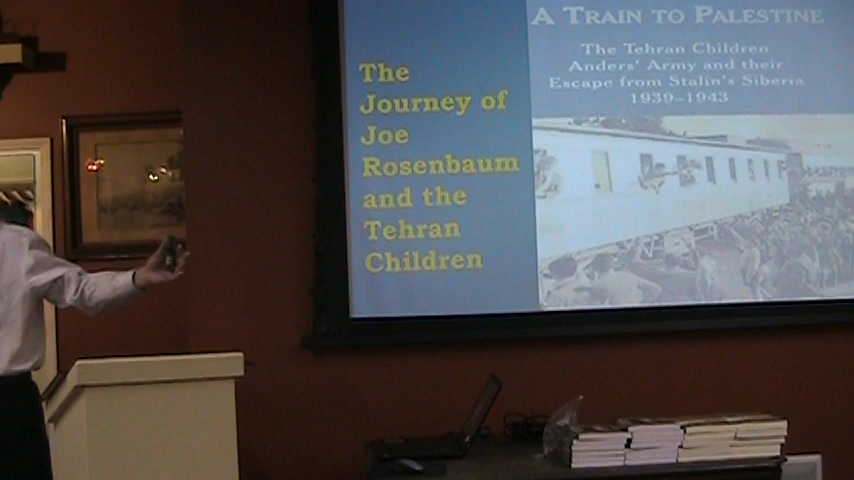 The
Journey of
Joe
Rosenbaum
and the
Tehran
Children
A Train to Palestine
The Tehran Children
Anders' Army and their
Escape from Stalin's Siberia
1939–1943